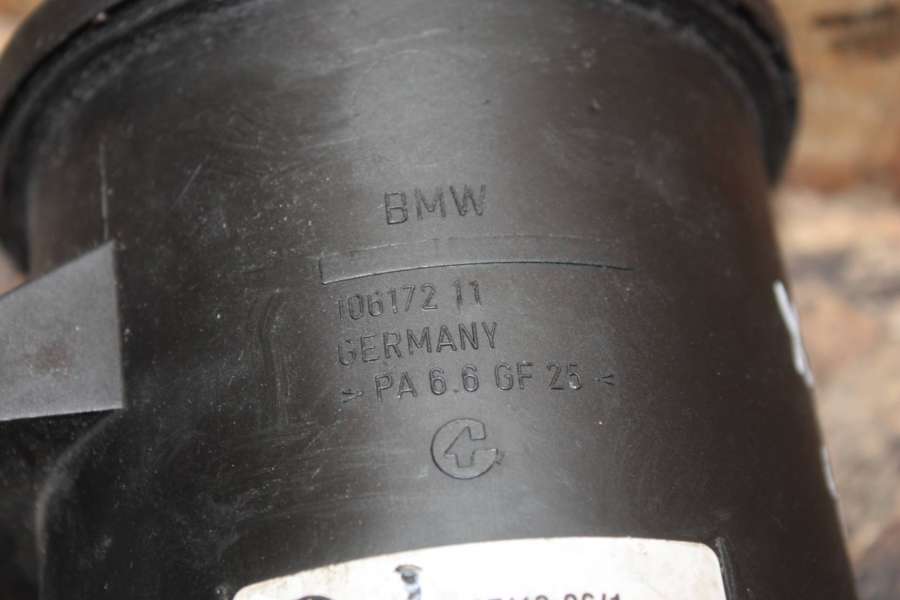 BMW
106172 11
GERMANY
> PA 6.6 GF 25 <